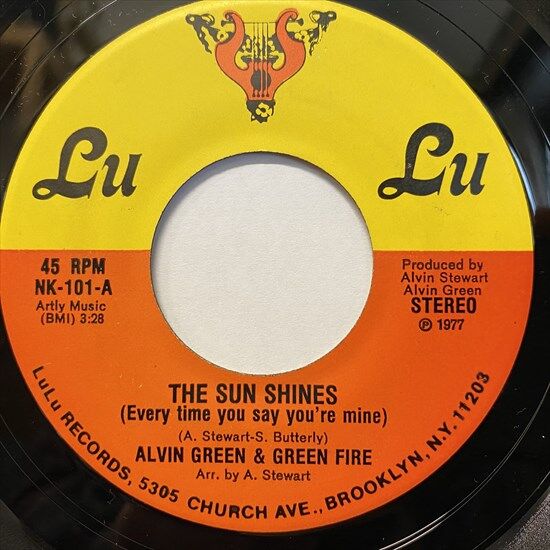 Lu
Lu
45 RPM
NK-101-A
Artly Music
(BMI) 3:28
Produced by
Alvin Stewart
Alvin Green
STEREO
℗ 1977
THE SUN SHINES
(Every time you say you're mine)
(A. Stewart-S. Butterly)
ALVIN GREEN & GREEN FIRE
Arr. by A. Stewart
LuLu RECORDS, 5305 CHURCH AVE., BROOKLYN, N.Y. 11203